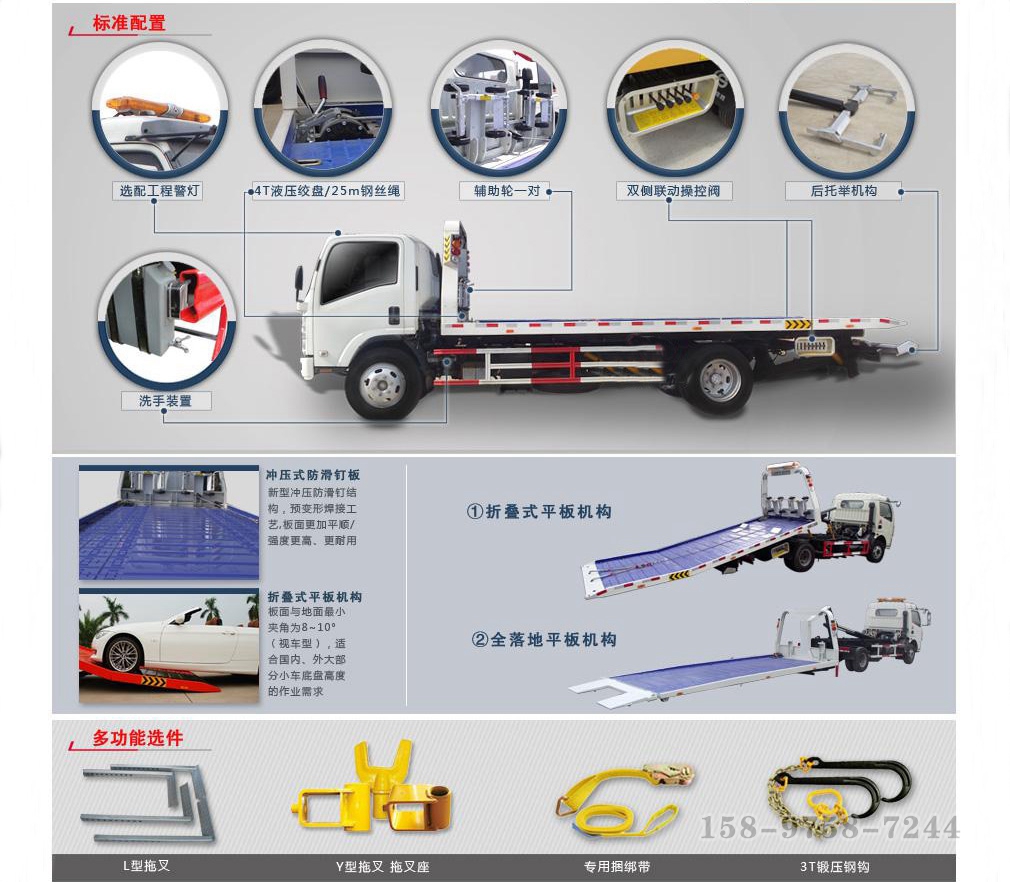 标准配置
选配工程警灯
4T液压绞盘/25m钢丝绳
辅助轮一对
双侧联动操控阀
后托举机构
洗手装置
冲压式防滑钉板
新型冲压防滑钉结
构，预变形焊接工
艺,板面更加平顺/
强度更高、更耐用
①折叠式平板机构
折叠式平板机构
板面与地面最小
夹角为8~10°
（视车型），适
合国内、外大部
分小车底盘高度
的作业需求
②全落地平板机构
多功能选件
158-9758-7244
L型拖叉
Y型拖叉 拖叉座
专用捆绑带
3T锻压钢钩